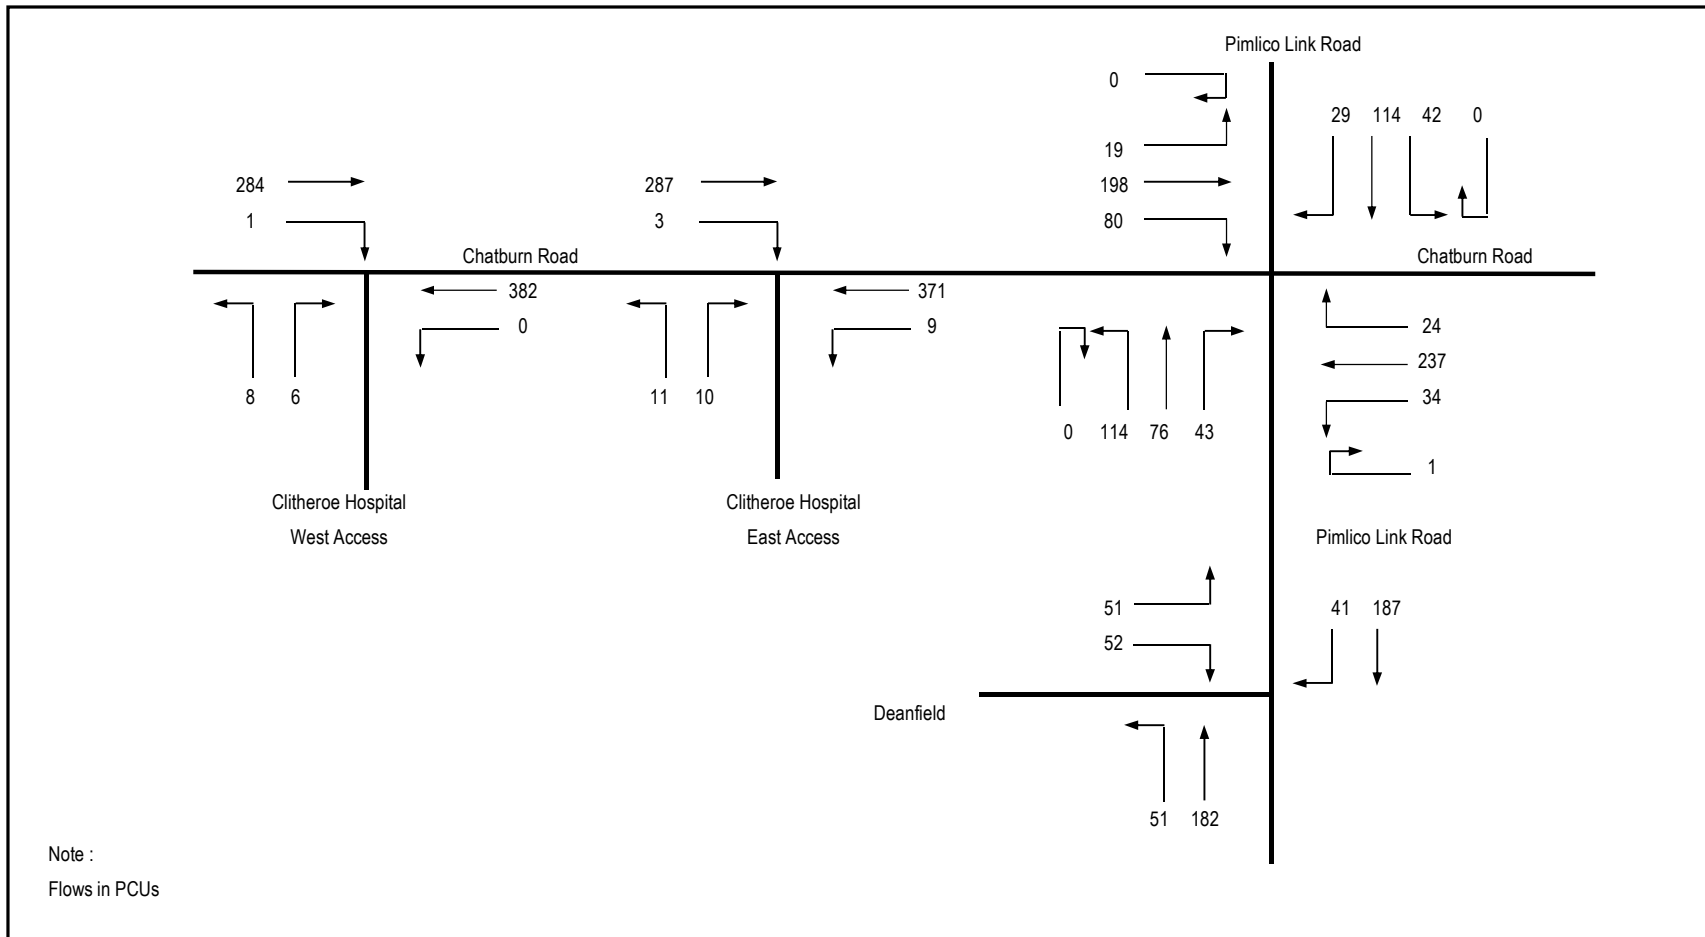 Pimlico Link Road
0
29 114 42 0
19
284
287
198
1
3
80
Chatburn Road
Chatburn Road
382
371
0
9
24
237
8 6
11 10
34
0 114 76 43
1
Clitheroe Hospital
West Access
Clitheroe Hospital
East Access
Pimlico Link Road
51
41 187
52
Deanfield
51 182
Note :
Flows in PCUs